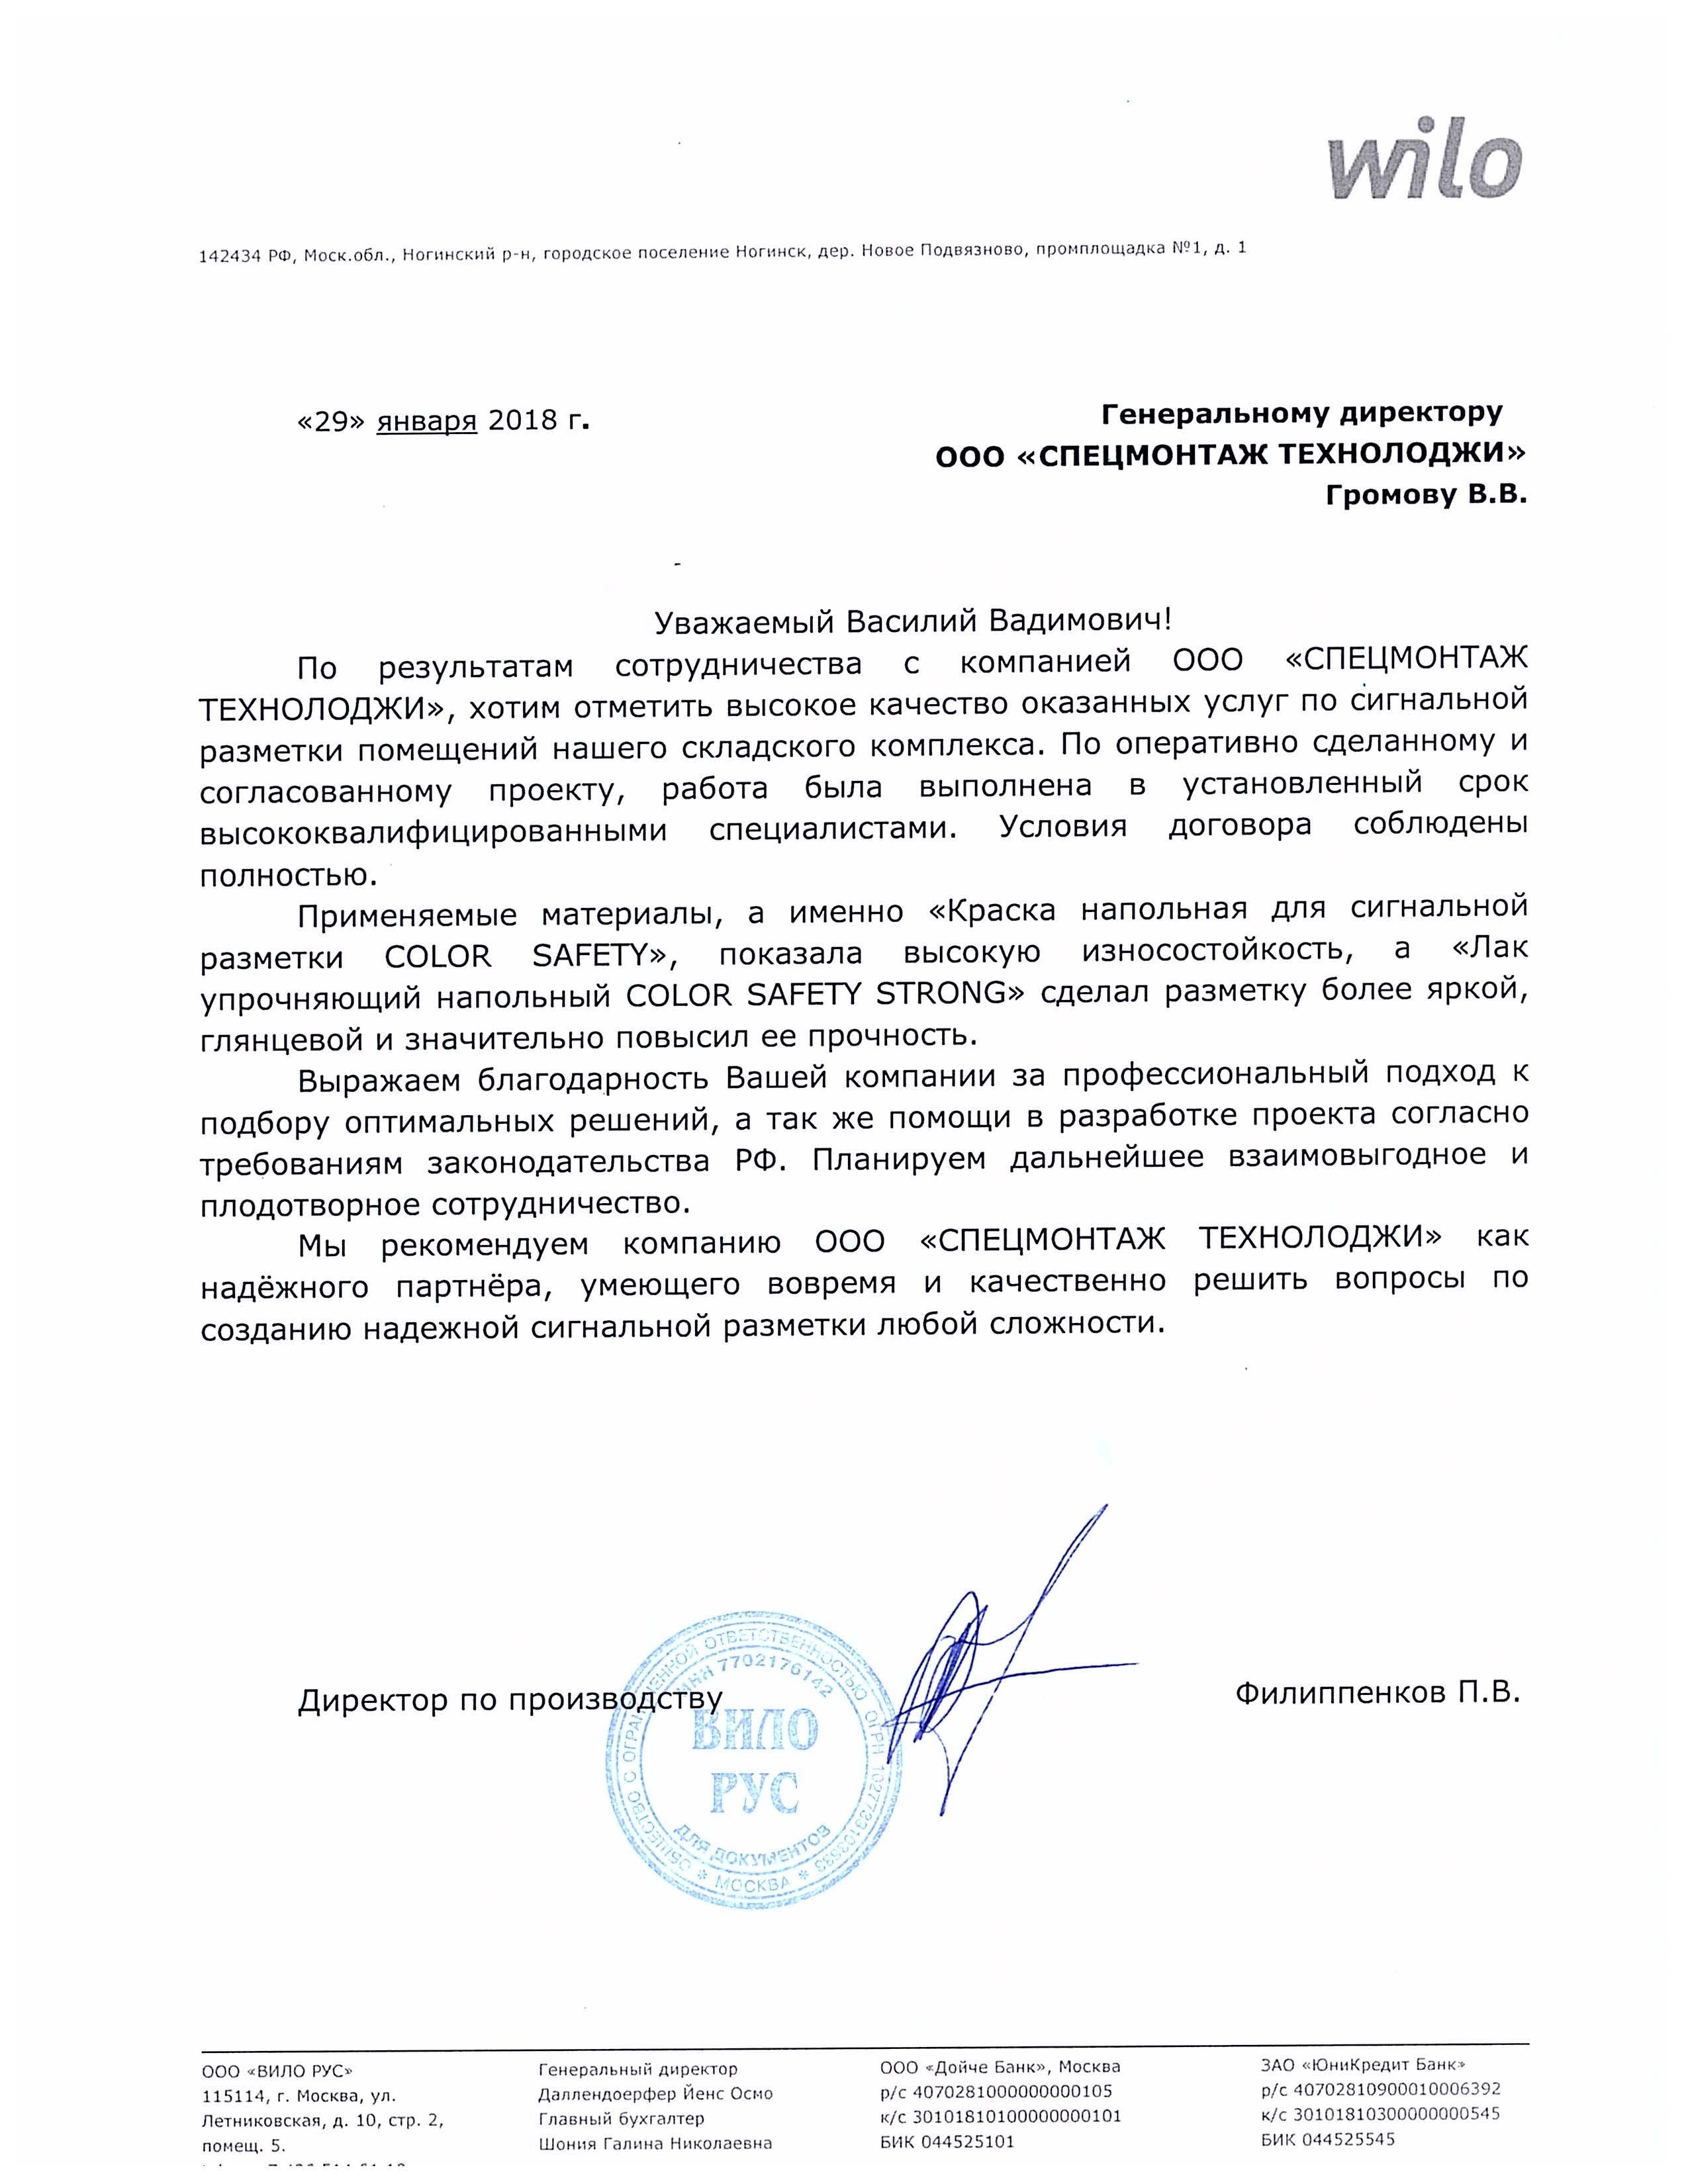 wilo
142434 РФ, Моск.обл., Ногинский р-н, городское поселение Ногинск, дер. Новое Подвязново, промплощадка №1, д. 1
«29» января 2018 г.
Генеральному директору
ООО «СПЕЦМОНТАЖ ТЕХНОЛОДЖИ»
Громову В.В.
Уважаемый Василий Вадимович!
По результатам сотрудничества с компанией ООО «СПЕЦМОНТАЖ
ТЕХНОЛОДЖИ», хотим отметить высокое качество оказанных услуг по сигнальной
разметки помещений нашего складского комплекса. По оперативно сделанному и
согласованному проекту, работа была выполнена в установленный срок
высококвалифицированными специалистами. Условия договора соблюдены
полностью.
Применяемые материалы, а именно «Краска напольная для сигнальной
разметки COLOR SAFETY», показала высокую износостойкость, а «Лак
упрочняющий напольный COLOR SAFETY STRONG» сделал разметку более яркой,
глянцевой и значительно повысил ее прочность.
Выражаем благодарность Вашей компании за профессиональный подход к
подбору оптимальных решений, а так же помощи в разработке проекта согласно
требованиям законодательства РФ. Планируем дальнейшее взаимовыгодное и
плодотворное сотрудничество.
Мы рекомендуем компанию ООО «СПЕЦМОНТАЖ ТЕХНОЛОДЖИ» как
надёжного партнёра, умеющего вовремя и качественно решить вопросы по
созданию надежной сигнальной разметки любой сложности.
Директор по производству
Филиппенков П.В.
ОБЩЕСТВО С ОГРАНИЧЕННОЙ ОТВЕТСТВЕННОСТЬЮ ОГРН
ИНН 7702176142
ВИЛО
РУС
ДЛЯ ДОКУМЕНТОВ
* МОСКВА *
ООО «ВИЛО РУС»
115114, г. Москва, ул.
Летниковская, д. 10, стр. 2,
помещ. 5.
Генеральный директор
Даллендоерфер Йенс Осмо
Главный бухгалтер
Шония Галина Николаевна
ООО «Дойче Банк», Москва
р/с 4070281000000000105
к/с 30101810100000000101
БИК 044525101
ЗАО «ЮниКредит Банк»
р/с 40702810900010006392
к/с 30101810300000000545
БИК 044525545